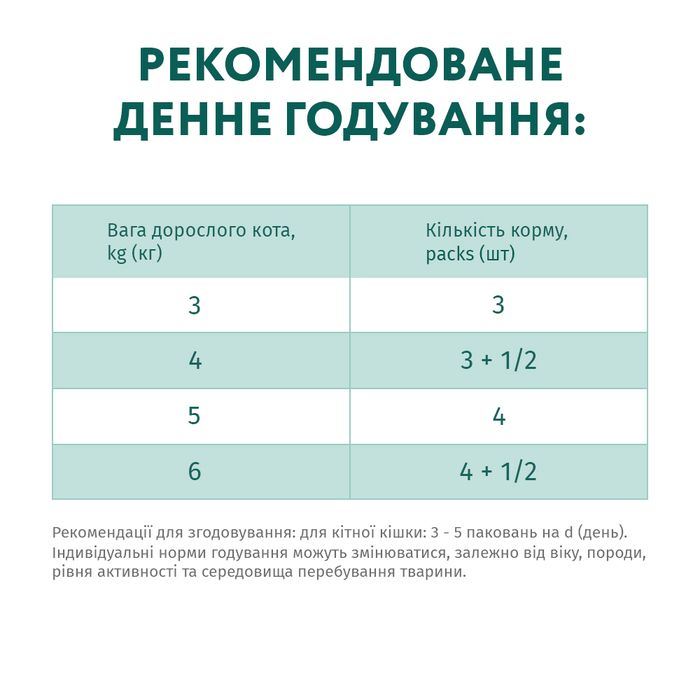 РЕКОМЕНДОВАНЕ
ДЕННЕ ГОДУВАННЯ:
Вага дорослого кота,
kg (кг)
Кількість корму,
packs (шт)
3
3
4
3 + 1/2
5
4
6
4 + 1/2
Рекомендації для згодовування: для кітної кішки: 3 - 5 паковань на d (день).
Індивідуальні норми годування можуть змінюватися, залежно від віку, породи,
рівня активності та середовища перебування тварини.